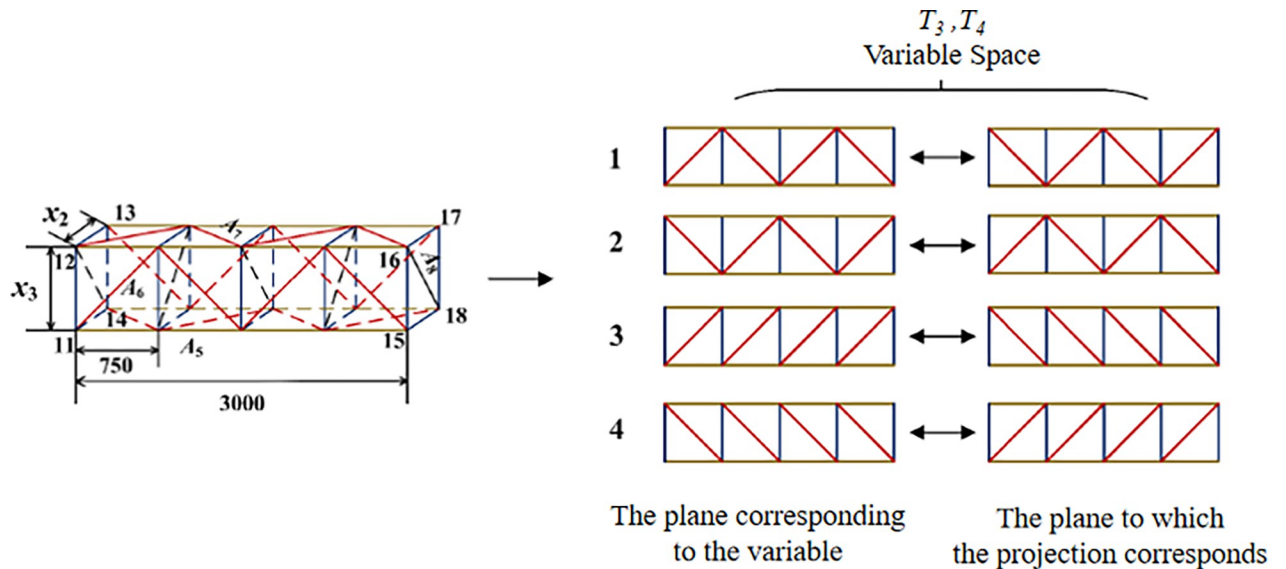 T3 ,T4
Variable Space
1
2
3
4
x2
13
A7
17
12
16
A8
x3
A6
14
18
11
A5
15
750
3000
The plane corresponding
to the variable
The plane to which
the projection corresponds